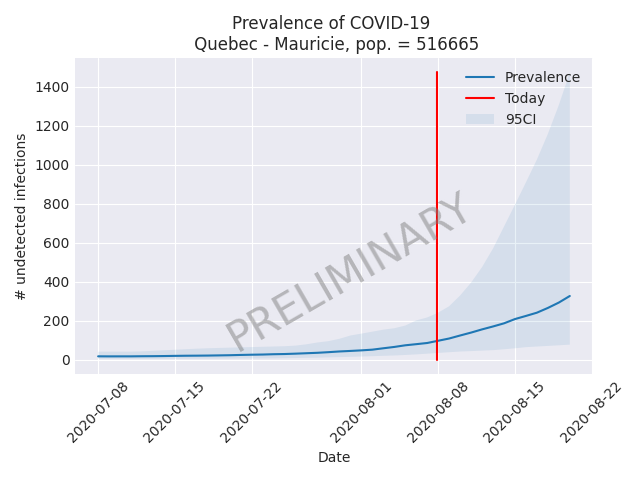 Prevalence of COVID-19
Quebec - Mauricie, pop. = 516665
# undetected infections
1400
1200
1000
800
600
400
200
0
Prevalence
Today
95CI
PRELIMINARY
2020-07-08
2020-07-15
2020-07-22
2020-08-01
2020-08-08
2020-08-15
2020-08-22
Date